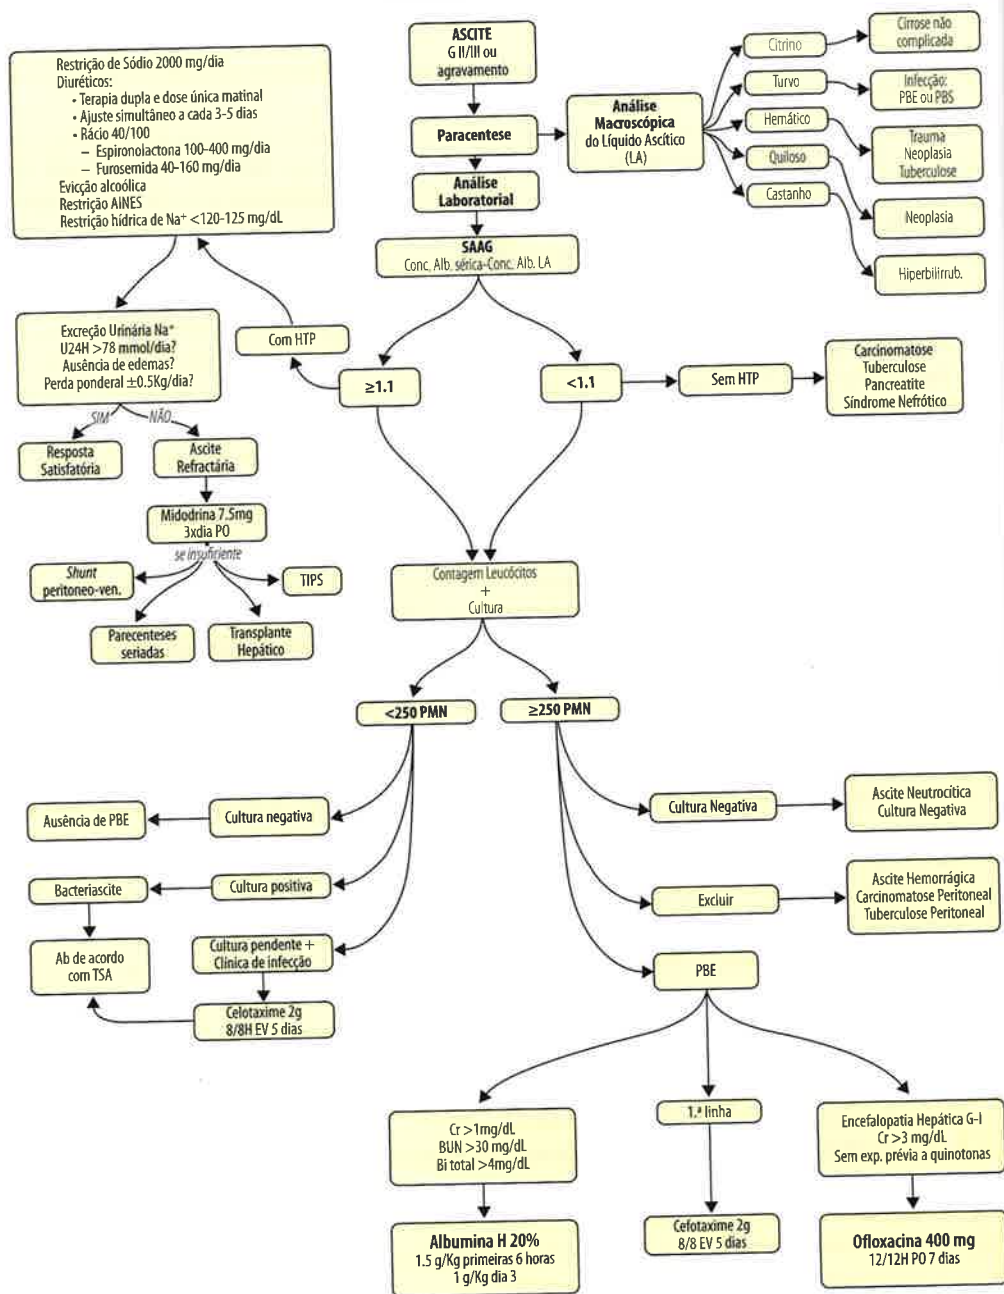 ASCITE
G II/III ou
agravamento
Paracentese
Análise
Macroscópica
do Líquido Ascítico
(LA)
Citrino
Cirrose não
complicada
Turvo
Infecção:
PBE ou PBS
Hemático
Trauma
Neoplasia
Tuberculose
Quiloso
Neoplasia
Castanho
Hiperbilirrub.
Análise
Laboratorial
SAAG
Conc. Alb. sérica-Conc. Alb. LA
Restrição de Sódio 2000 mg/dia
Diuréticos:
• Terapia dupla e dose única matinal
• Ajuste simultâneo a cada 3-5 dias
• Rácio 40/100
– Espironolactona 100-400 mg/dia
– Furosemida 40-160 mg/dia
Evicção alcoólica
Restrição AINES
Restrição hídrica de Na⁺ <120-125 mg/dL
Com HTP
≥1.1
<1.1
Sem HTP
Carcinomatose
Tuberculose
Pancreatite
Síndrome Nefrótico
Excreção Urinária Na⁺
U24H >78 mmol/dia?
Ausência de edemas?
Perda ponderal ±0.5Kg/dia?
SIM
NÃO
Resposta
Satisfatória
Ascite
Refractária
Midodrina 7.5mg
3xdia PO
se insuficiente
Shunt
peritoneo-ven.
TIPS
Parecenteses
seriadas
Transplante
Hepático
Contagem Leucócitos
+
Cultura
<250 PMN
≥250 PMN
Cultura negativa
Ausência de PBE
Cultura positiva
Bacteriascite
Cultura pendente +
Clínica de infecção
Ab de acordo
com TSA
Celotaxime 2g
8/8H EV 5 dias
Cultura Negativa
Ascite Neutrocítica
Cultura Negativa
Excluir
Ascite Hemorrágica
Carcinomatose Peritoneal
Tuberculose Peritoneal
PBE
Cr >1mg/dL
BUN >30 mg/dL
Bi total >4mg/dL
1.ª linha
Encefalopatia Hepática G-I
Cr >3 mg/dL
Sem exp. prévia a quinotonas
Albumina H 20%
1.5 g/Kg primeiras 6 horas
1 g/Kg dia 3
Cefotaxime 2g
8/8 EV 5 dias
Ofloxacina 400 mg
12/12H PO 7 dias